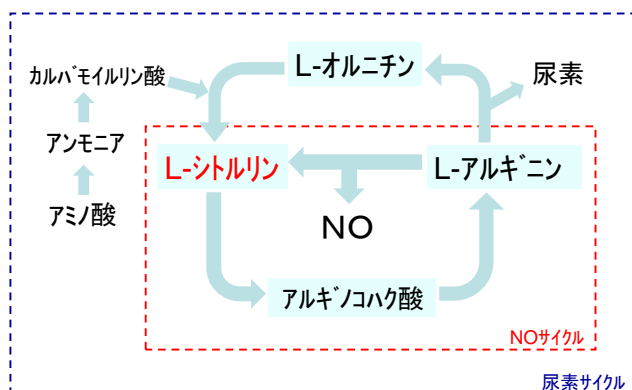 L-オルニチン
尿素
カルバモイルリン酸
アンモニア
アミノ酸
L-シトルリン
L-アルギニン
NO
アルギノコハク酸
NOサイクル
尿素サイクル